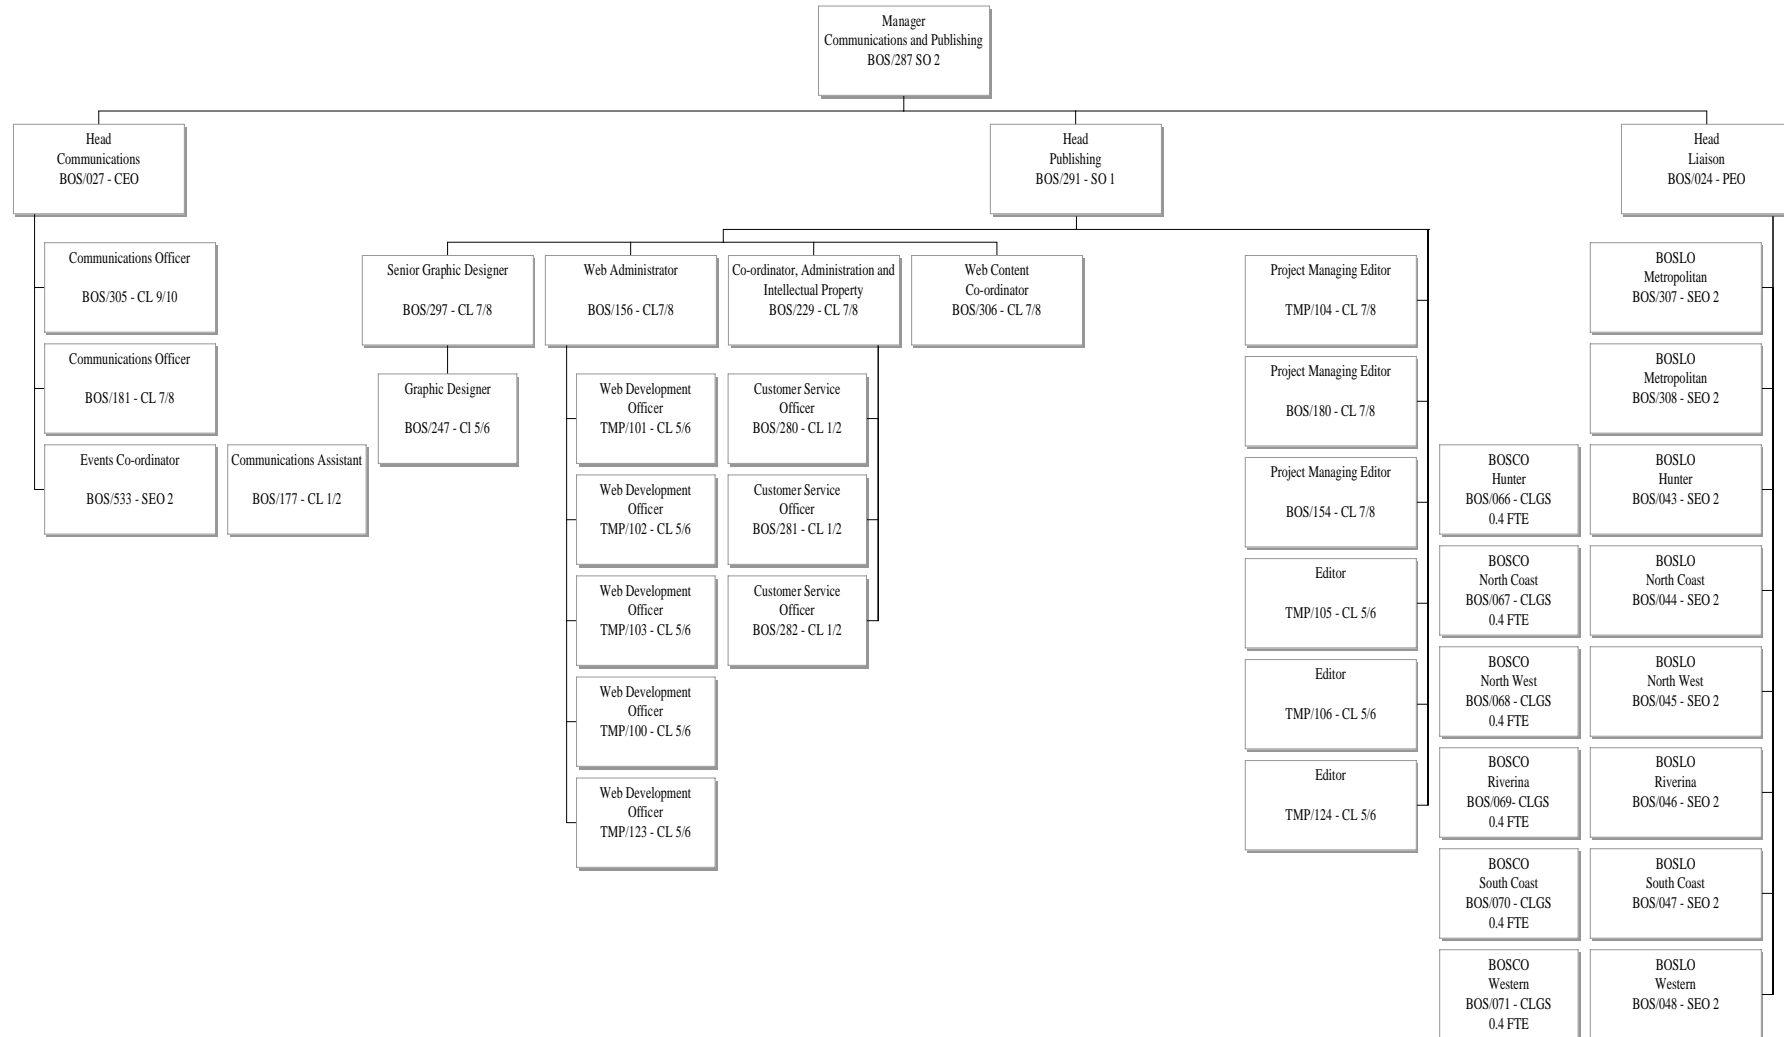 Manager
Communications and Publishing
BOS/287 SO 2
Head
Communications
BOS/027 - CEO
Head
Publishing
BOS/291 - SO 1
Head
Liaison
BOS/024 - PEO
Communications Officer
BOS/305 - CL 9/10
Communications Officer
BOS/181 - CL 7/8
Events Co-ordinator
BOS/533 - SEO 2
Communications Assistant
BOS/177 - CL 1/2
Senior Graphic Designer
BOS/297 - CL 7/8
Graphic Designer
BOS/247 - Cl 5/6
Web Administrator
BOS/156 - CL7/8
Web Development
Officer
TMP/101 - CL 5/6
Web Development
Officer
TMP/102 - CL 5/6
Web Development
Officer
TMP/103 - CL 5/6
Web Development
Officer
TMP/100 - CL 5/6
Web Development
Officer
TMP/123 - CL 5/6
Co-ordinator, Administration and
Intellectual Property
BOS/229 - CL 7/8
Customer Service
Officer
BOS/280 - CL 1/2
Customer Service
Officer
BOS/281 - CL 1/2
Customer Service
Officer
BOS/282 - CL 1/2
Web Content
Co-ordinator
BOS/306 - CL 7/8
Project Managing Editor
TMP/104 - CL 7/8
Project Managing Editor
BOS/180 - CL 7/8
Project Managing Editor
BOS/154 - CL 7/8
Editor
TMP/105 - CL 5/6
Editor
TMP/106 - CL 5/6
Editor
TMP/124 - CL 5/6
BOSLO
Metropolitan
BOS/307 - SEO 2
BOSLO
Metropolitan
BOS/308 - SEO 2
BOSCO
Hunter
BOS/066 - CLGS
0.4 FTE
BOSLO
Hunter
BOS/043 - SEO 2
BOSCO
North Coast
BOS/067 - CLGS
0.4 FTE
BOSLO
North Coast
BOS/044 - SEO 2
BOSCO
North West
BOS/068 - CLGS
0.4 FTE
BOSLO
North West
BOS/045 - SEO 2
BOSCO
Riverina
BOS/069- CLGS
0.4 FTE
BOSLO
Riverina
BOS/046 - SEO 2
BOSCO
South Coast
BOS/070 - CLGS
0.4 FTE
BOSLO
South Coast
BOS/047 - SEO 2
BOSCO
Western
BOS/071 - CLGS
0.4 FTE
BOSLO
Western
BOS/048 - SEO 2